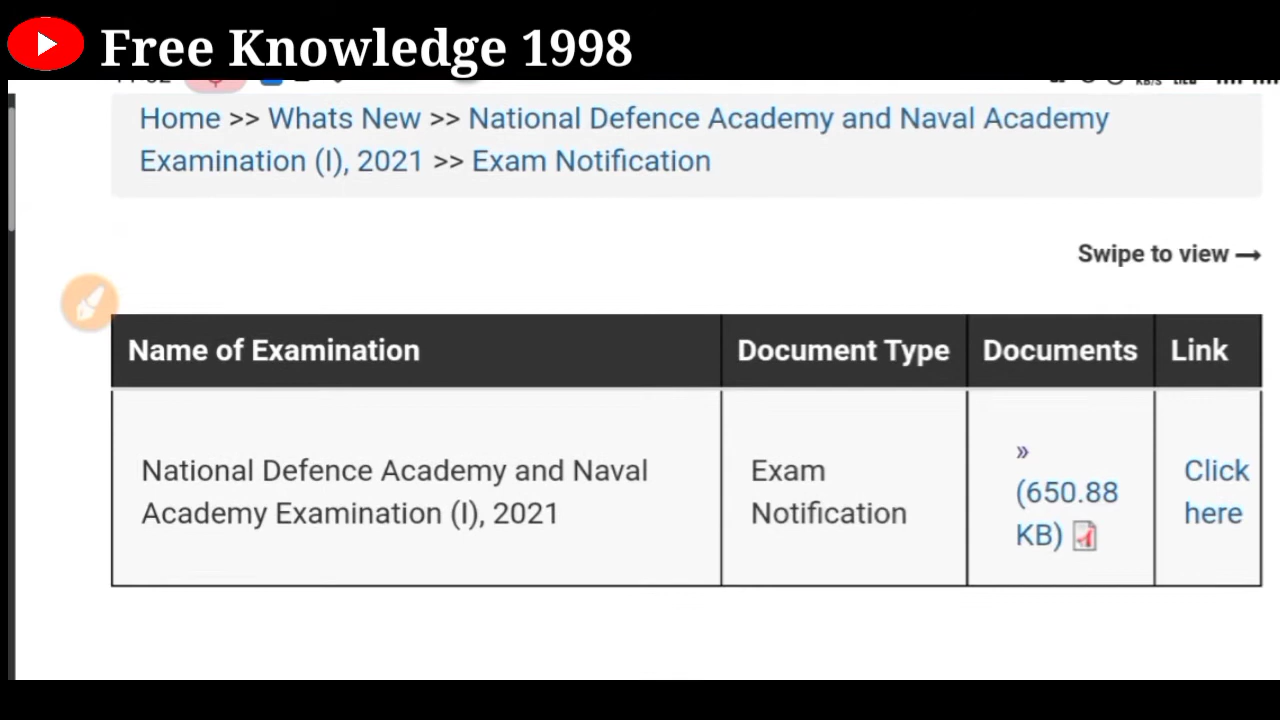 Free Knowledge 1998
Home >> Whats New >> National Defence Academy and Naval Academy
Examination (I), 2021 >> Exam Notification
Swipe to view →
Name of Examination
Document Type
Documents
Link
National Defence Academy and Naval
Academy Examination (I), 2021
Exam
Notification
»
(650.88
KB)
Click
here